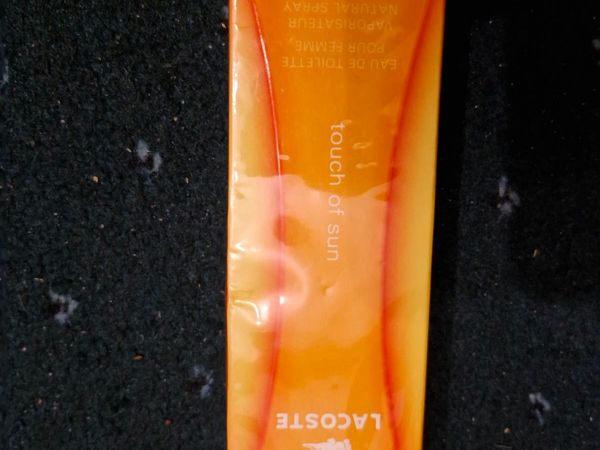 LACOSTE
touch of sun
EAU DE TOILETTE
POUR FEMME,
VAPORISATEUR
NATURAL SPRAY